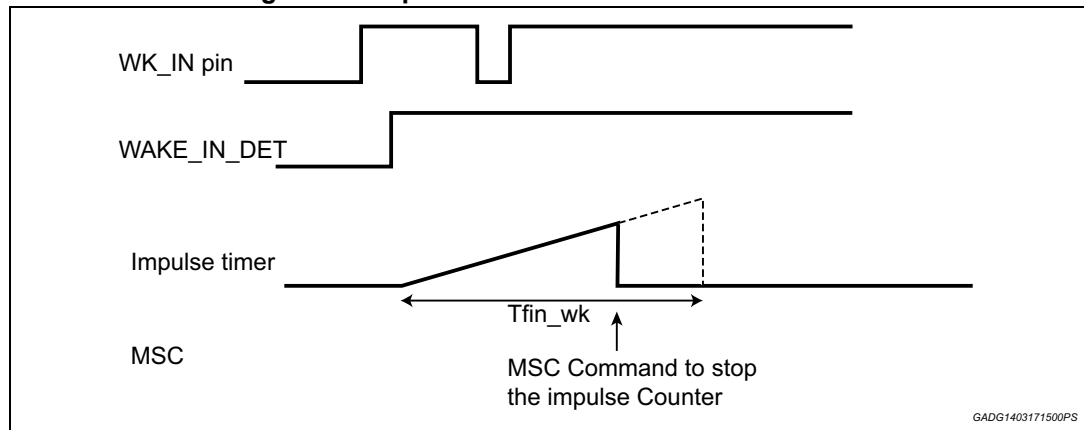 WK_IN pin
WAKE_IN_DET
Impulse timer
Tfin_wk
MSC
MSC Command to stop
the impulse Counter
GADG1403171500PS